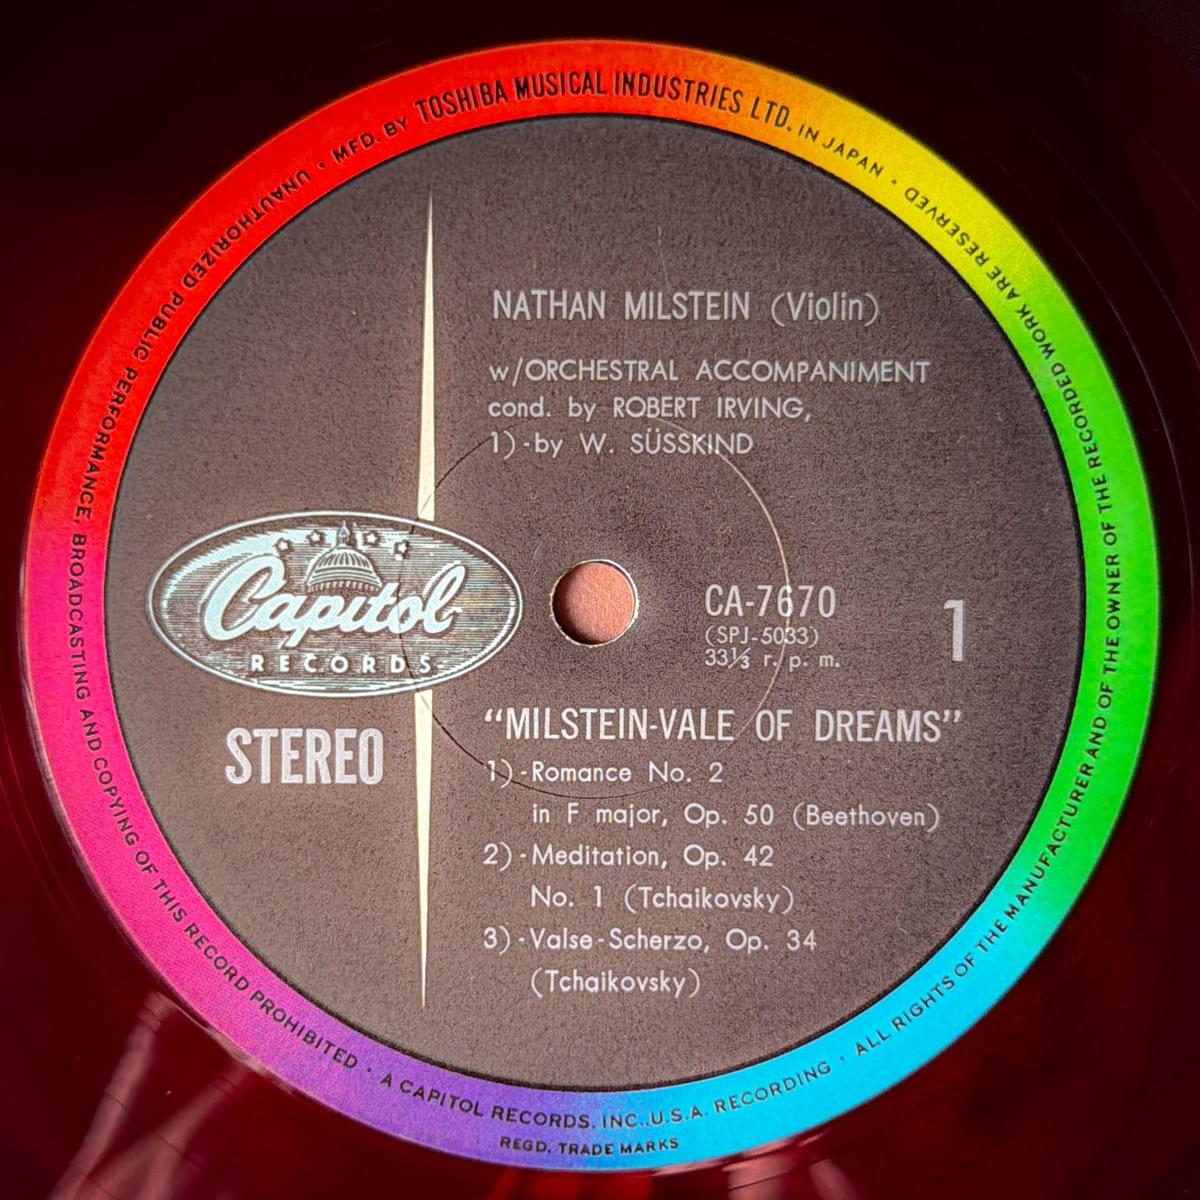 MFD. BY TOSHIBA MUSICAL INDUSTRIES LTD. IN JAPAN ·
NATHAN MILSTEIN (Violin)
w/ORCHESTRAL ACCOMPANIMENT
cond. by ROBERT IRVING,
1)-by W. SÜSSKIND
Capitol
RECORDS
STEREO
CA-7670
(SPJ-5033)
33⅓ r. p. m.
1
"MILSTEIN-VALE OF DREAMS"
1)-Romance No. 2
in F major, Op. 50 (Beethoven)
2)-Meditation, Op. 42
No. 1 (Tchaikovsky)
3)-Valse-Scherzo, Op. 34
(Tchaikovsky)
UNAUTHORIZED PUBLIC PERFORMANCE, BROADCASTING AND COPYING OF THIS RECORD PROHIBITED · A CAPITOL RECORDS, INC., U.S.A. RECORDING · ALL RIGHTS OF THE MANUFACTURER AND OF THE OWNER OF THE RECORDED WORK ARE RESERVED ·
REGD. TRADE MARKS